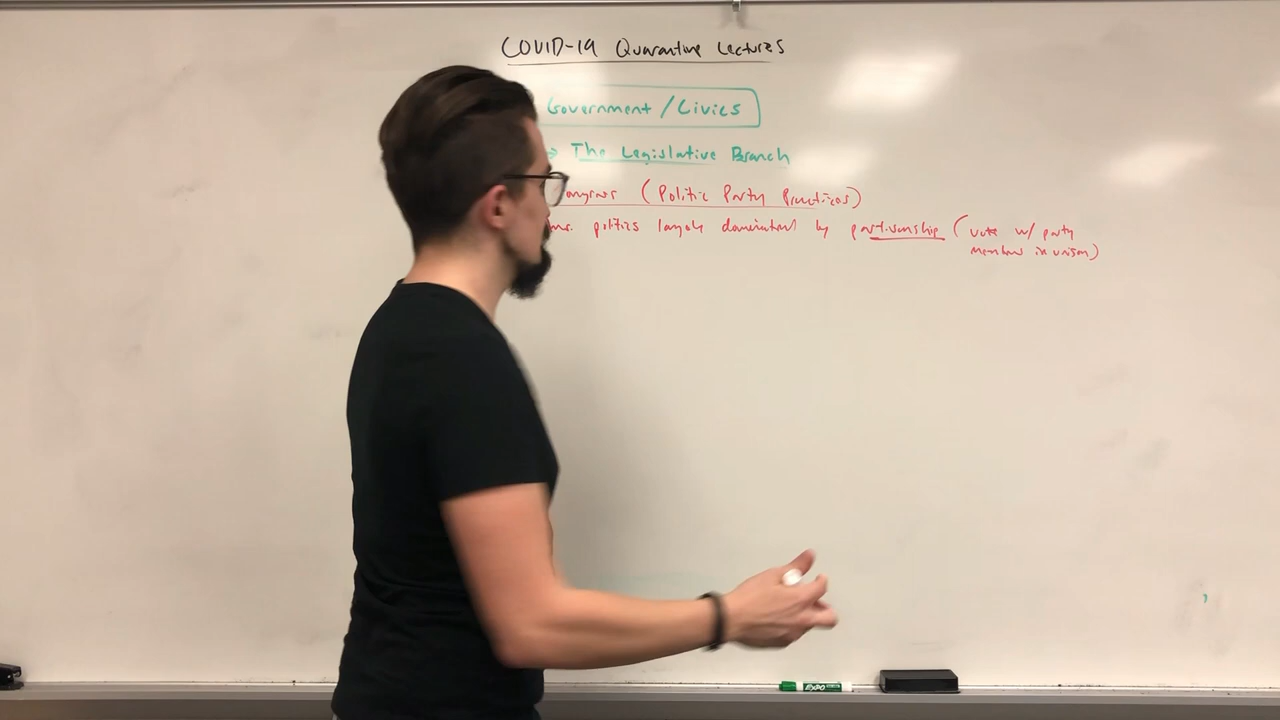 COVID-19 Quarantine Lectures
Government / Civics
→ The Legislative Branch
(Politic Party Practices)
politics largely dominated by partisanship (vote w/ party
members in unison)
EXPO